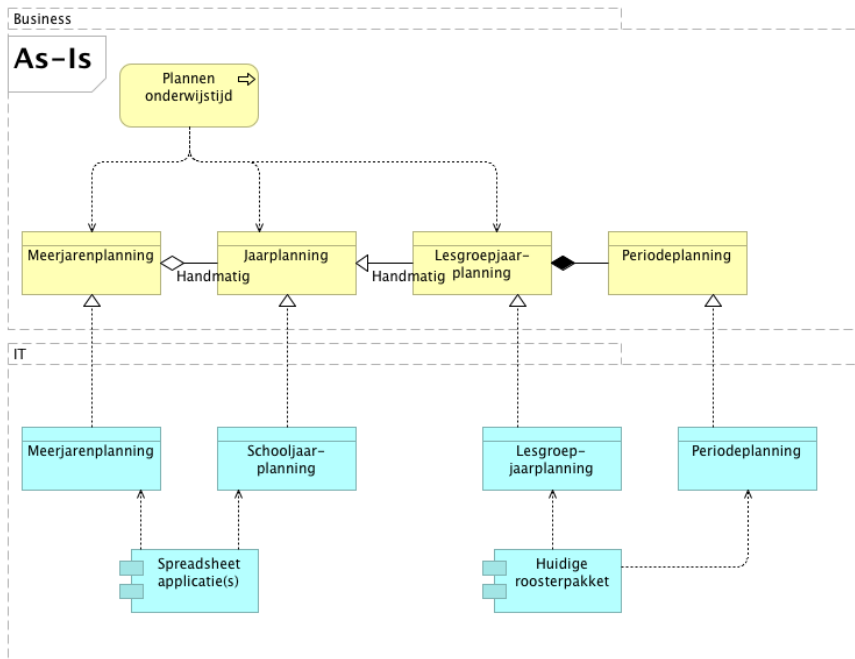 Business
As-Is
Plannen
onderwijstijd
Meerjarenplanning
Handmatig
Jaarplanning
Handmatig
Lesgroepjaar-
planning
Periodeplanning
IT
Meerjarenplanning
Schooljaar-
planning
Lesgroep-
jaarplanning
Periodeplanning
Spreadsheet
applicatie(s)
Huidige
roosterpakket